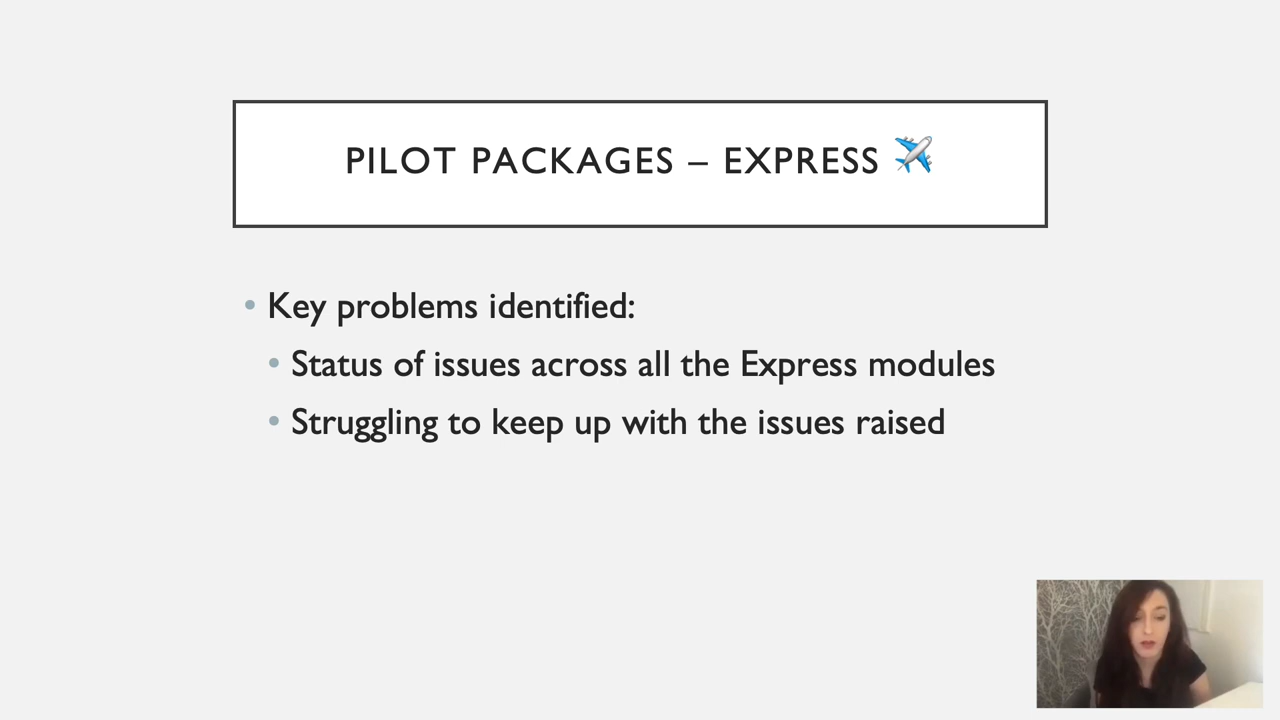 PILOT PACKAGES – EXPRESS ✈️
Key problems identified:
Status of issues across all the Express modules
Struggling to keep up with the issues raised